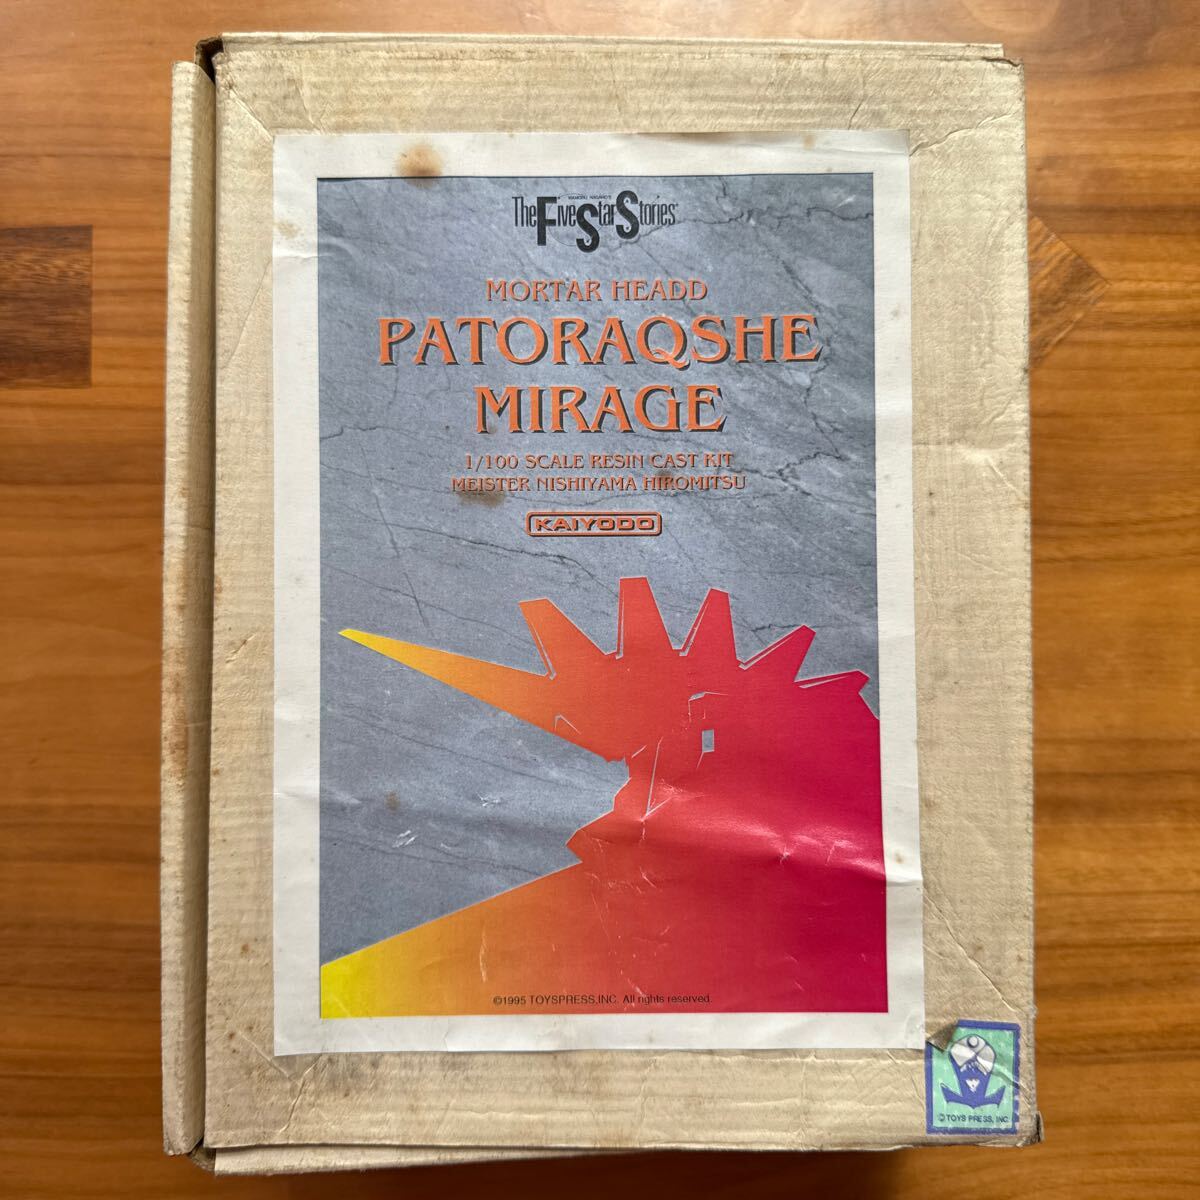 MAMORU NAGANO'S
The Five Star Stories
MORTAR HEADD
PATORAQSHE
MIRAGE
1/100 SCALE RESIN CAST KIT
MEISTER NISHIYAMA HIROMITSU
KAIYODO
©1995 TOYSPRESS,INC. All rights reserved.
© TOYS PRESS, INC.